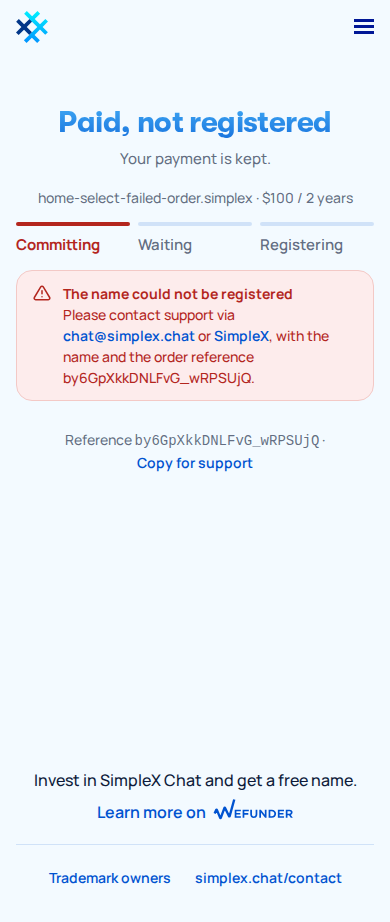 Paid, not registered
Your payment is kept.
home-select-failed-order.simplex · $100 / 2 years
Committing
Waiting
Registering
The name could not be registered
Please contact support via
chat@simplex.chat or SimpleX, with the
name and the order reference
by6GpXkkDNLFvG_wRPSUjQ.
Reference by6GpXkkDNLFvG_wRPSUjQ ·
Copy for support
Invest in SimpleX Chat and get a free name.
Learn more on WEFUNDER
Trademark owners
simplex.chat/contact